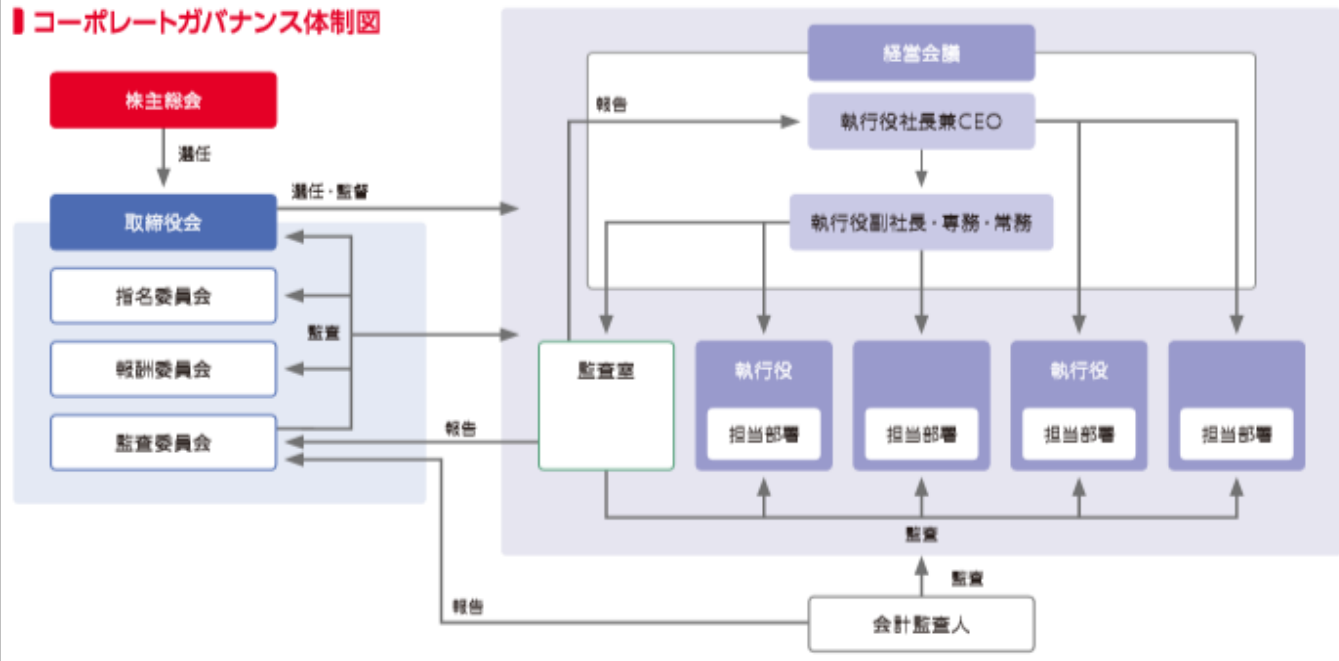 コーポレートガバナンス体制図
株主総会
選任
取締役会
選任・監督
指名委員会
報酬委員会
監査委員会
監査
報告
経営会議
執行役社長兼CEO
執行役副社長・専務・常務
報告
監査室
執行役
担当部署
担当部署
執行役
担当部署
担当部署
監査
監査
報告
会計監査人